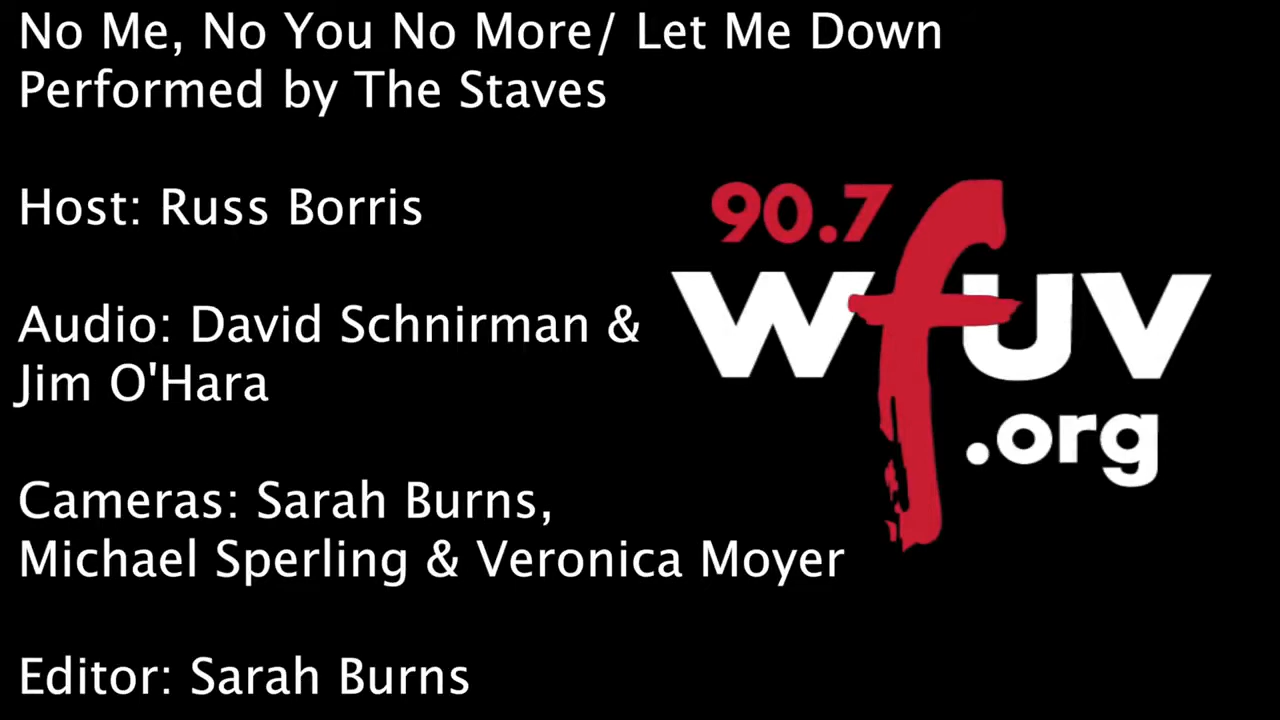 No Me, No You No More/ Let Me Down
Performed by The Staves
Host: Russ Borris
Audio: David Schnirman &
Jim O'Hara
Cameras: Sarah Burns,
Michael Sperling & Veronica Moyer
Editor: Sarah Burns
90.7
wfuv
.org